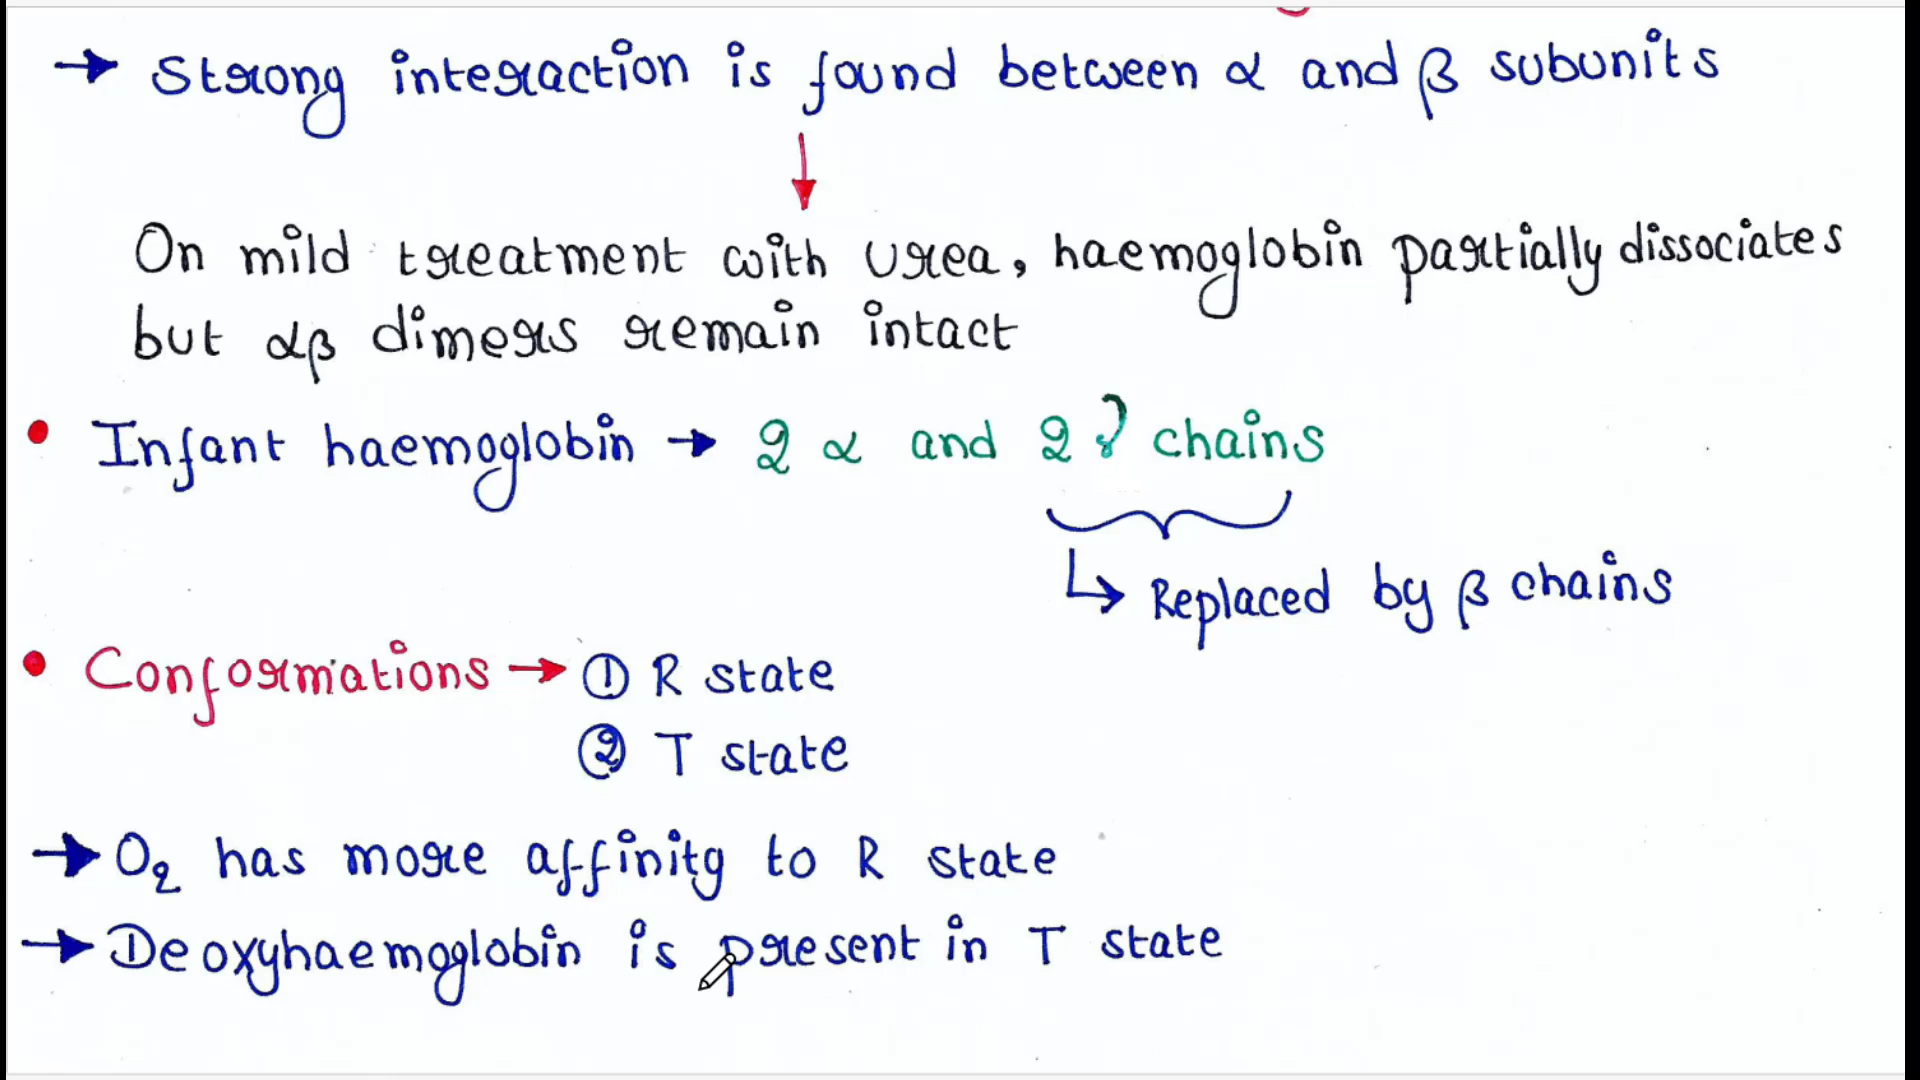 → Strong interaction is found between α and β subunits
↓
On mild treatment with urea, haemoglobin partially dissociates
but αβ dimers remain intact
• Infant haemoglobin → 2 α and 2 γ chains
↳ Replaced by β chains
• Conformations → ① R state
② T state
→ O₂ has more affinity to R state
→ Deoxyhaemoglobin is present in T state